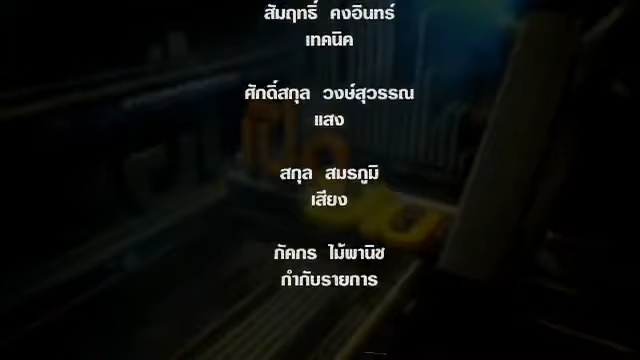 สัมฤทธิ์ คงอินทร์
เทคนิค
ศักดิ์สกุล วงษ์สุวรรณ
แสง
สกุล สมรภูมิ
เสียง
ภัคกร ไม้พานิช
กำกับรายการ